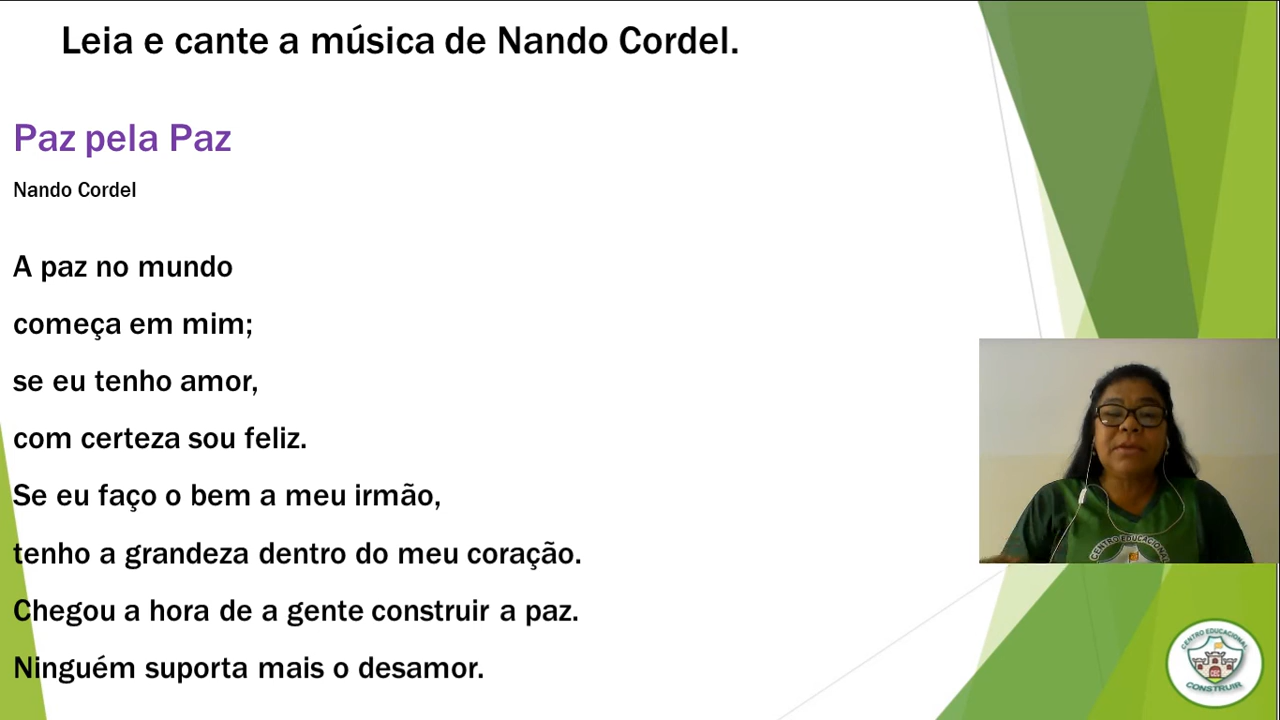 Leia e cante a música de Nando Cordel.
Paz pela Paz
Nando Cordel
A paz no mundo
começa em mim;
se eu tenho amor,
com certeza sou feliz.
Se eu faço o bem a meu irmão,
tenho a grandeza dentro do meu coração.
Chegou a hora de a gente construir a paz.
Ninguém suporta mais o desamor.
CENTRO EDUCACIONAL
CENTRO EDUCACIONAL
CONSTRUIR